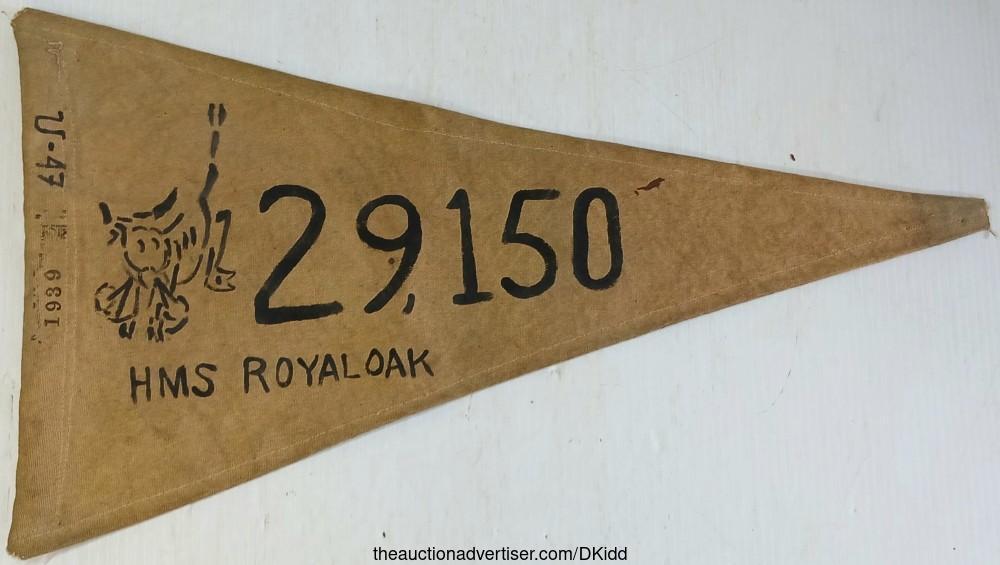 U-47
1939
29,150
HMS ROYALOAK
theauctionadvertiser.com/DKidd